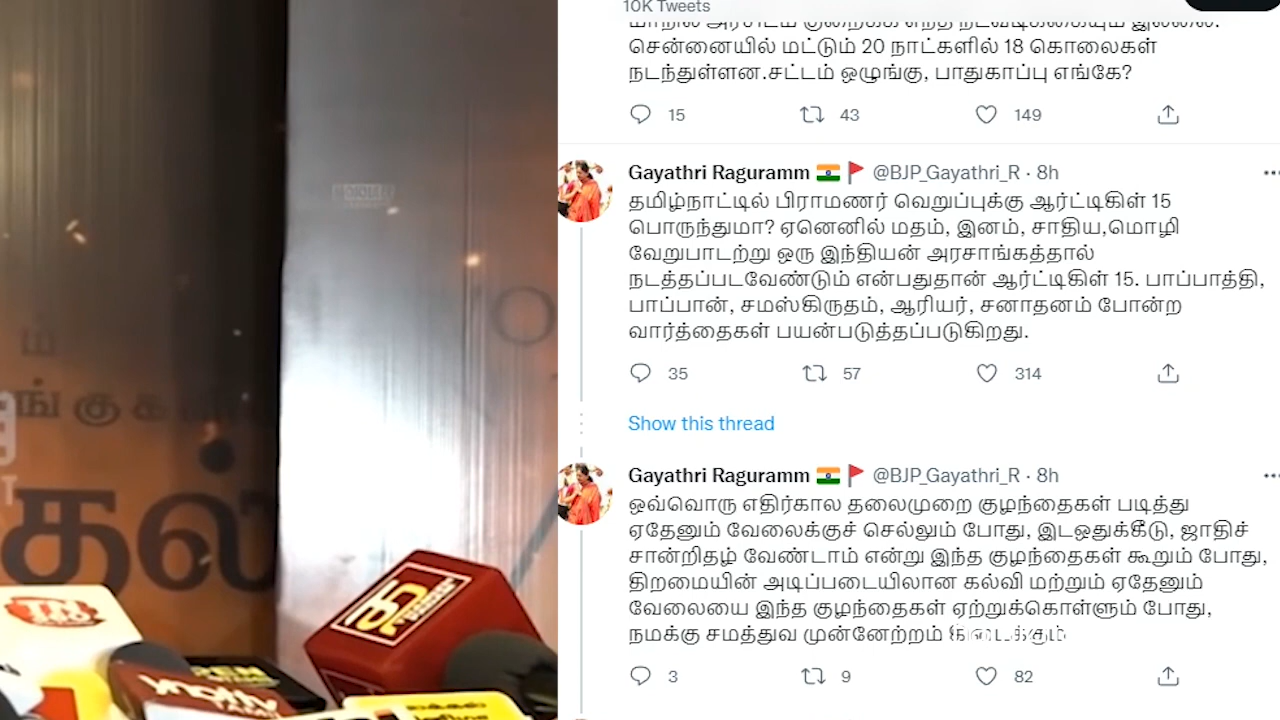 10K Tweets
சென்னையில் மட்டும் 20 நாட்களில் 18 கொலைகள்
நடந்துள்ளன.சட்டம் ஒழுங்கு, பாதுகாப்பு எங்கே?
15 43 149
Gayathri Raguramm @BJP_Gayathri_R · 8h
தமிழ்நாட்டில் பிராமணர் வெறுப்புக்கு ஆர்ட்டிகிள் 15
பொருந்துமா? ஏனெனில் மதம், இனம், சாதிய,மொழி
வேறுபாடற்று ஒரு இந்தியன் அரசாங்கத்தால்
நடத்தப்படவேண்டும் என்பதுதான் ஆர்ட்டிகிள் 15. பாப்பாத்தி,
பாப்பான், சமஸ்கிருதம், ஆரியர், சனாதனம் போன்ற
வார்த்தைகள் பயன்படுத்தப்படுகிறது.
35 57 314
Show this thread
Gayathri Raguramm @BJP_Gayathri_R · 8h
ஒவ்வொரு எதிர்கால தலைமுறை குழந்தைகள் படித்து
ஏதேனும் வேலைக்குச் செல்லும் போது, இடஒதுக்கீடு, ஜாதிச்
சான்றிதழ் வேண்டாம் என்று இந்த குழந்தைகள் கூறும் போது,
திறமையின் அடிப்படையிலான கல்வி மற்றும் ஏதேனும்
வேலையை இந்த குழந்தைகள் ஏற்றுக்கொள்ளும் போது,
நமக்கு சமத்துவ முன்னேற்றம்
3 9 82
தல்
TN
TAMIL